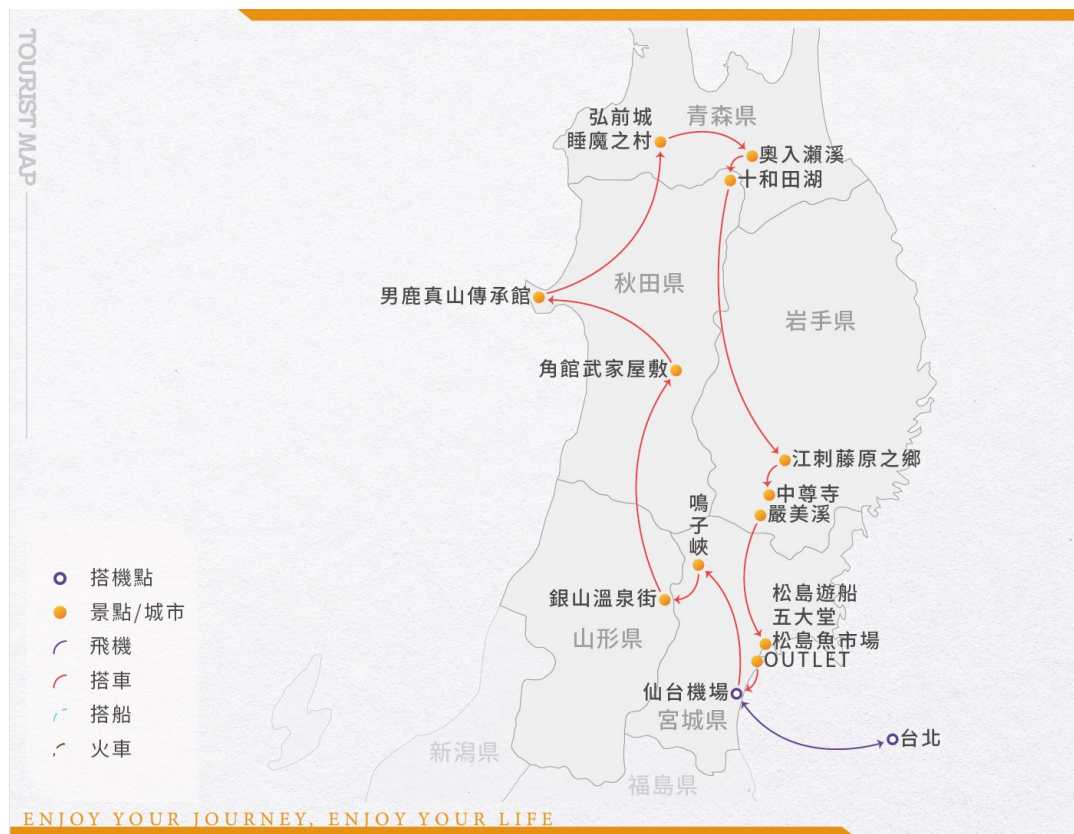 TOURIST MAP
弘前城
睡魔之村
青森県
奧入瀨溪
十和田湖
秋田県
男鹿真山傳承館
岩手県
角館武家屋敷
江刺藤原之鄉
中尊寺
嚴美溪
鳴子峽
銀山溫泉街
山形県
松島遊船
五大堂
松島魚市場
OUTLET
仙台機場
宮城県
台北
新潟県
福島県
搭機點
景點/城市
飛機
搭車
搭船
火車
ENJOY YOUR JOURNEY, ENJOY YOUR LIFE